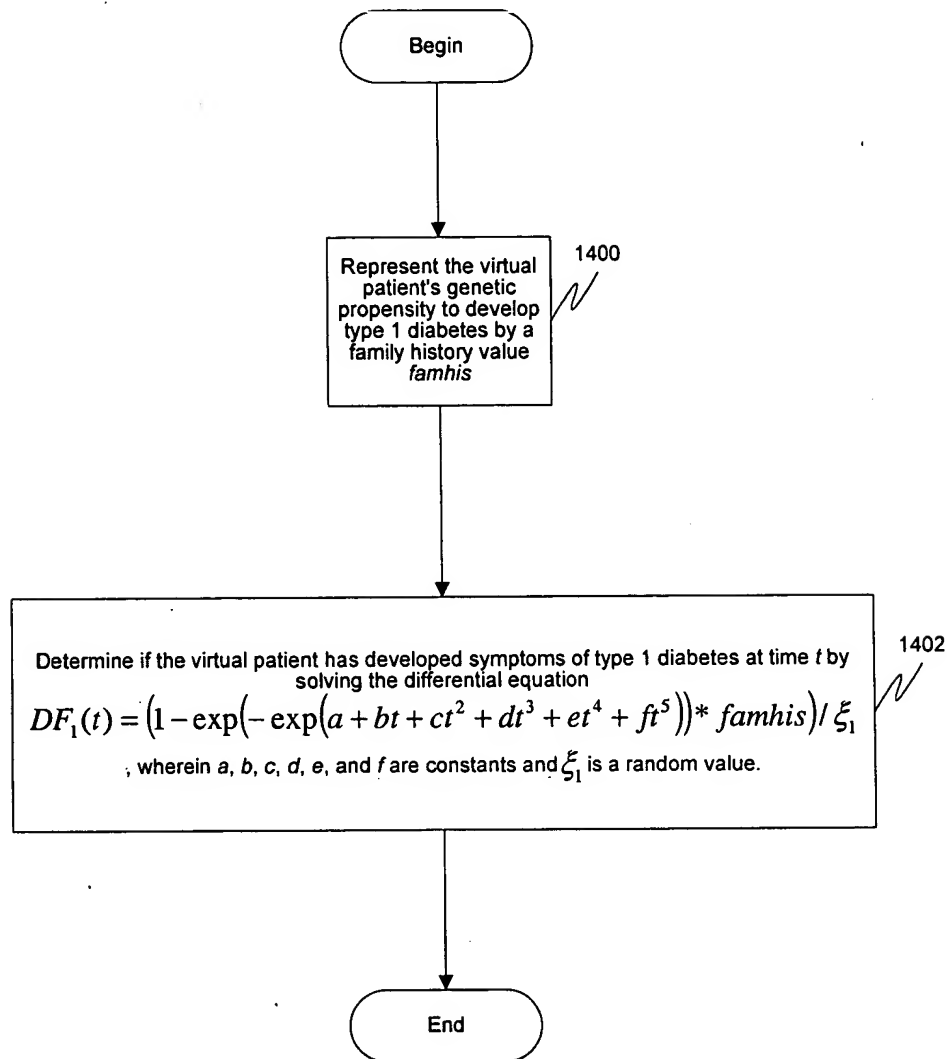 Begin
1400
Represent the virtual
patient's genetic
propensity to develop
type 1 diabetes by a
family history value
famhis
1402
Determine if the virtual patient has developed symptoms of type 1 diabetes at time t by
solving the differential equation
DF₁(t) = (1 − exp(− exp(a + bt + ct² + dt³ + et⁴ + ft⁵))* famhis)/ ξ₁
, wherein a, b, c, d, e, and f are constants and ξ₁ is a random value.
End